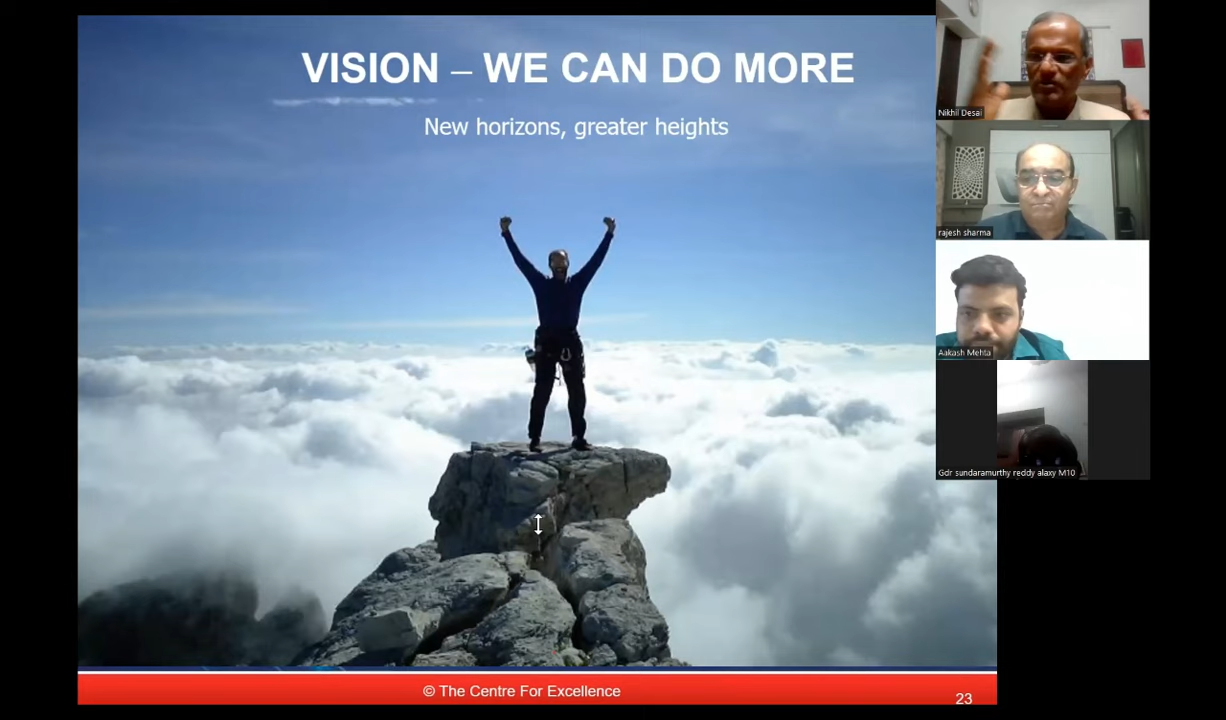 VISION – WE CAN DO MORE
New horizons, greater heights
Nikhil Desai
rajesh sharma
Aakash Mehta
Gdr sundaramurthy reddy alaxy M10
© The Centre For Excellence
23